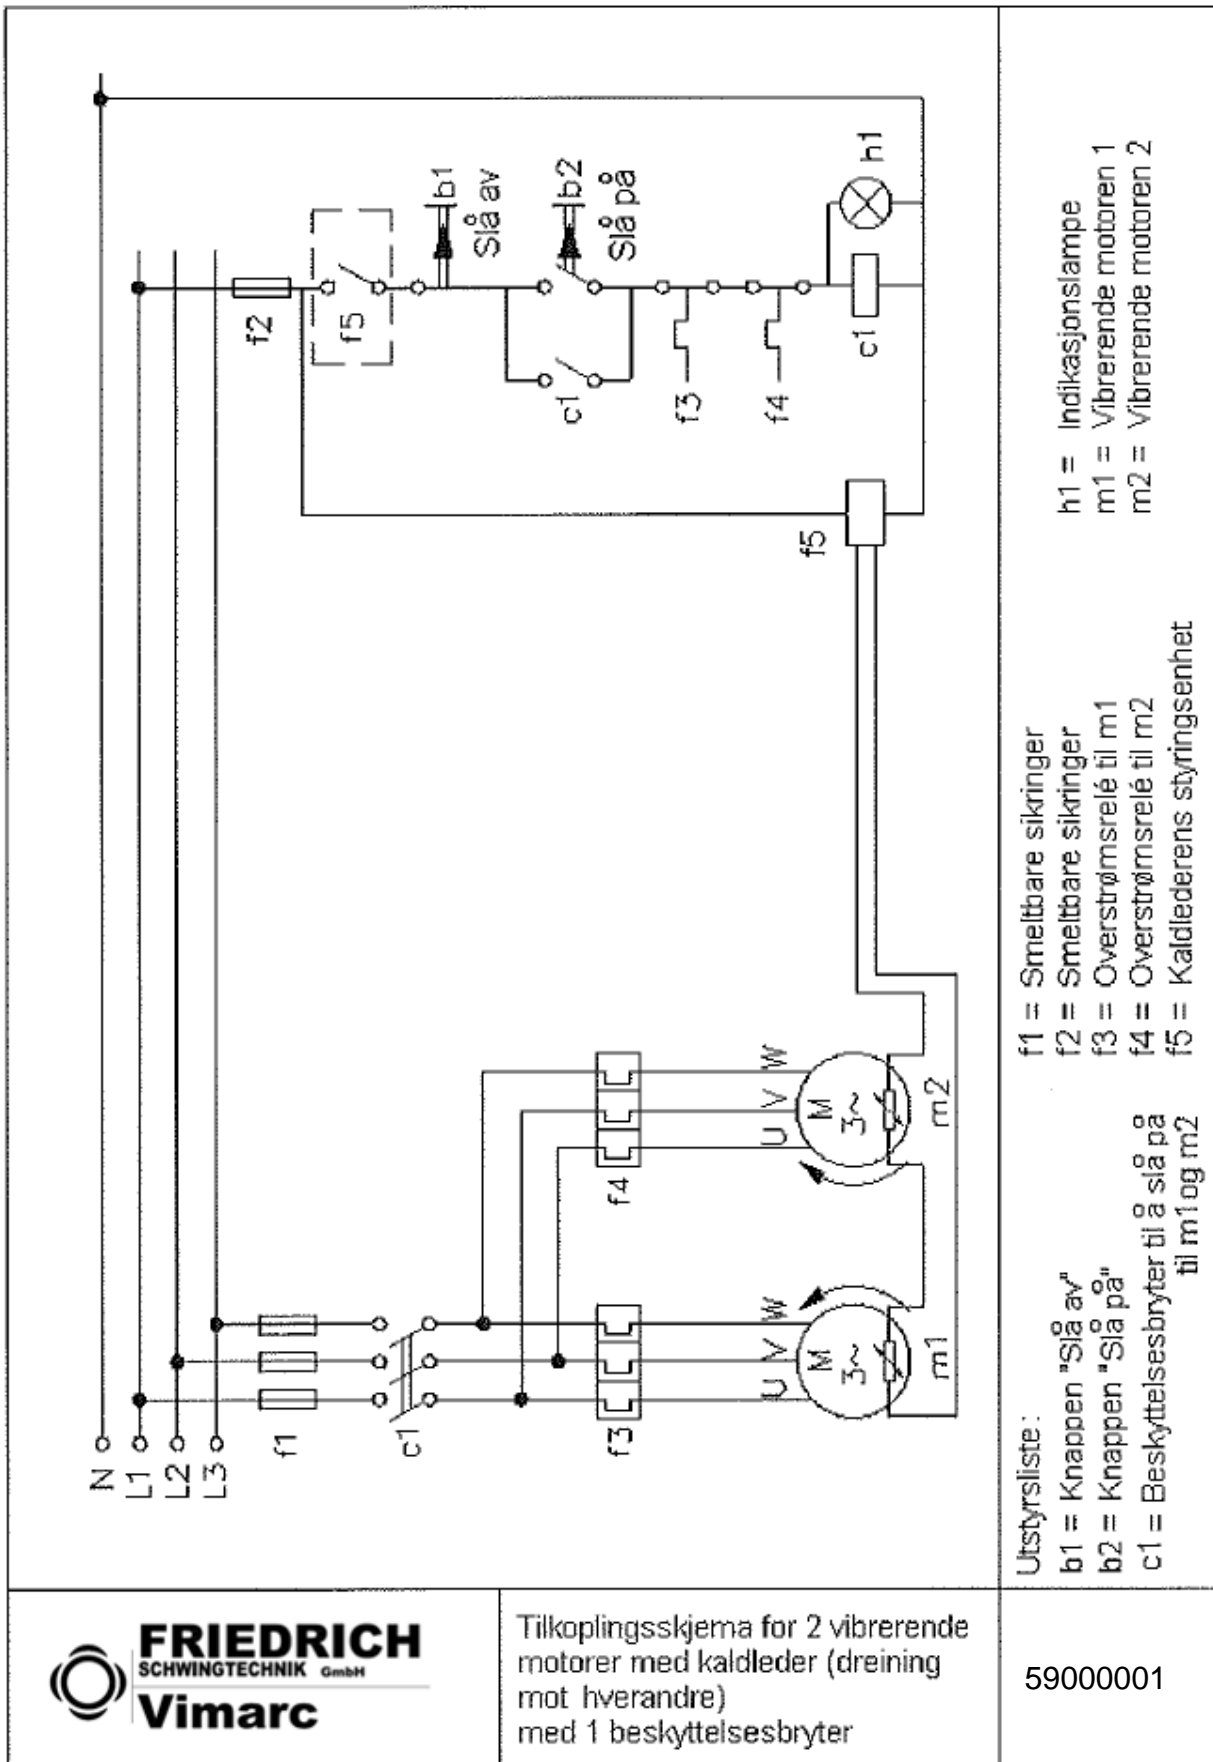 N
L1
L2
L3
f1
c1
f3
U V W
M
3~
m1
f4
U V W
M
3~
m2
f5
f2
f5
b1
Slå av
c1
b2
Slå på
f3
f4
c1
h1
Utstyrsliste:
b1 = Knappen "Slå av"
b2 = Knappen "Slå på"
c1 = Beskyttelsesbryter til å slå på
til m1 og m2
f1 = Smeltbare sikringer
f2 = Smeltbare sikringer
f3 = Overstrømsrelé til m1
f4 = Overstrømsrelé til m2
f5 = Kaldlederens styringsenhet
h1 = Indikasjonslampe
m1 = Vibrerende motoren 1
m2 = Vibrerende motoren 2
FRIEDRICH
SCHWINGTECHNIK GmbH
Vimarc
Tilkoplingsskjema for 2 vibrerende
motorer med kaldleder (dreining
mot hverandre)
med 1 beskyttelsesbryter
59000001